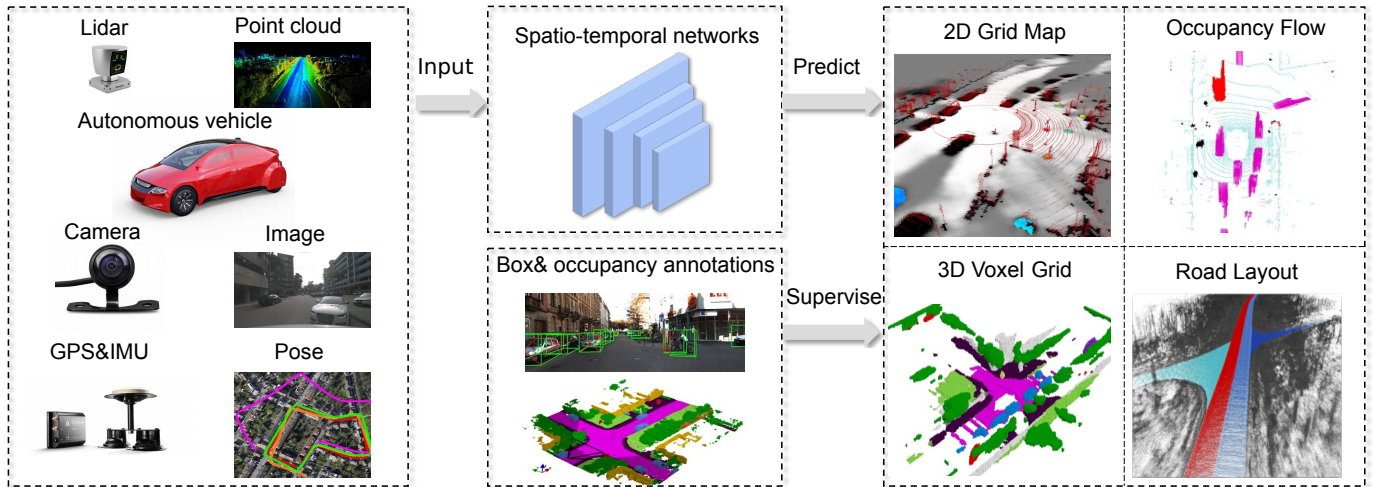 Lidar
Point cloud
Autonomous vehicle
Camera
Image
GPS&IMU
Pose
Input
Spatio-temporal networks
Box& occupancy annotations
Predict
Supervise
2D Grid Map
Occupancy Flow
3D Voxel Grid
Road Layout